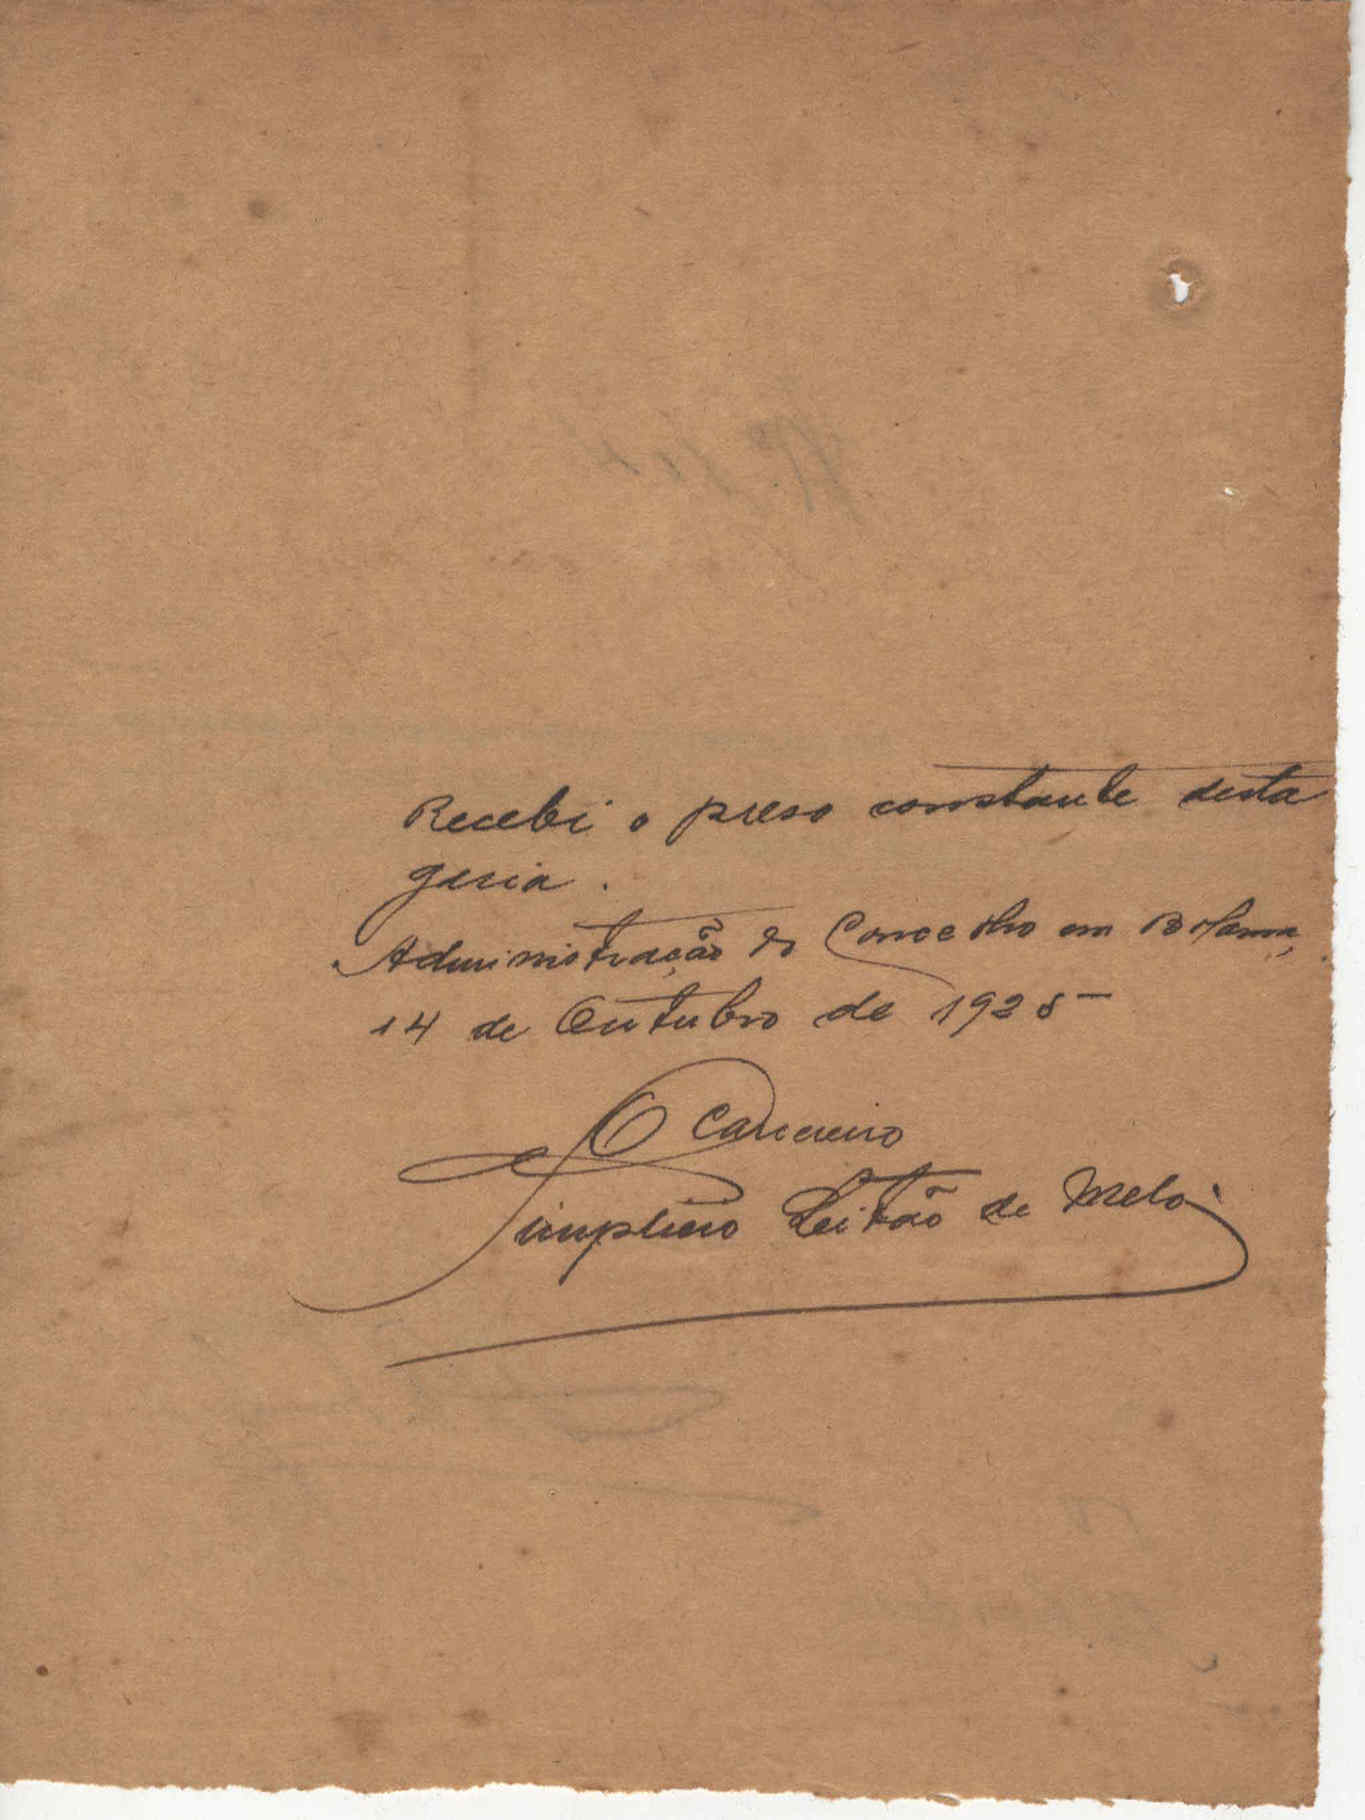 Recebi o preso constante desta
guia.
Administração do Concelho em Bolama,
14 de Outubro de 1925
O Carcereiro
Simplicio Leitão de Melo